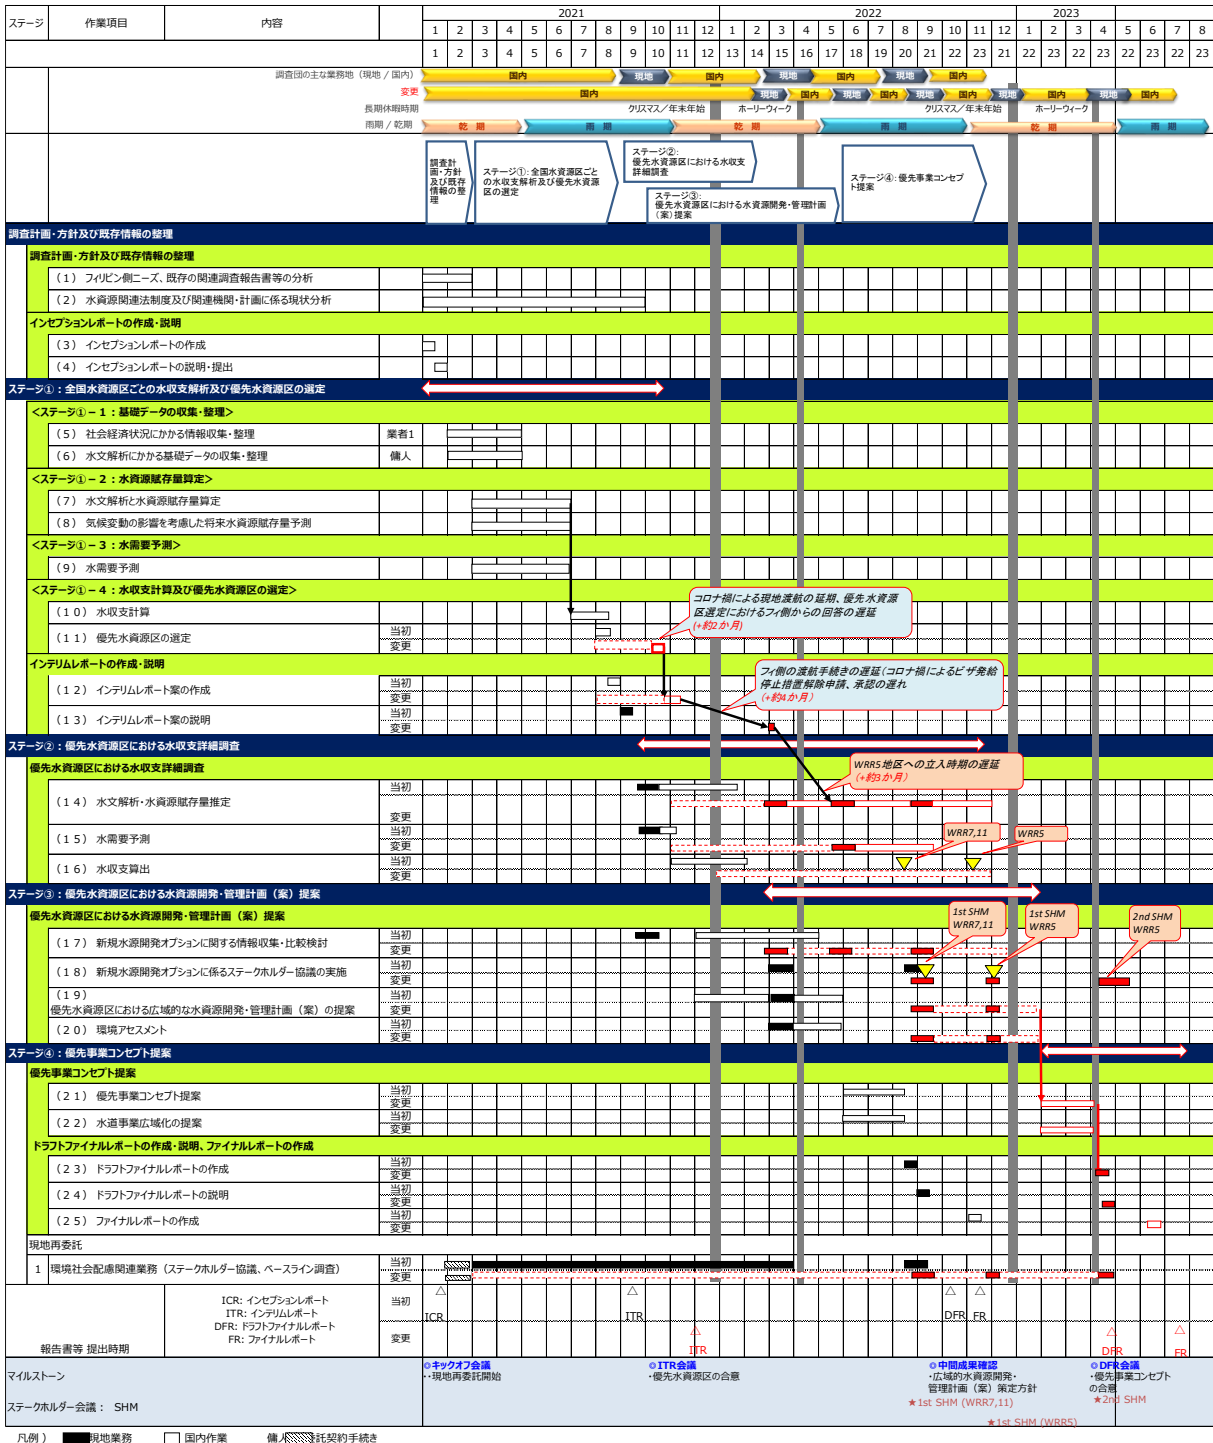 ステージ 作業項目 内容 2021 2022 2023
1 2 3 4 5 6 7 8 9 10 11 12 1 2 3 4 5 6 7 8 9 10 11 12 1 2 3 4 5 6 7 8
1 2 3 4 5 6 7 8 9 10 11 12 13 14 15 16 17 18 19 20 21 22 23 21 22 22 22 23 22 23 22 23
調査団の主な業務地(現地 / 国内) 国内 現地 国内 現地 国内 現地 国内
変更 国内 現地 国内 現地 国内 現地 国内 現地 国内 現地 国内
長期休暇時期 クリスマス/年末年始 ホーリーウィーク クリスマス/年末年始 ホーリーウィーク
雨期 / 乾期 乾 期 雨 期 乾 期 雨 期 乾 期 雨 期
調査計
画・方針
及び既存
情報の整
理
ステージ①: 全国水資源区ごと
の水収支解析及び優先水資源
区の選定
ステージ②:
優先水資源区における水収支
詳細調査
ステージ③:
優先水資源区における水資源開発・管理計画
(案)提案
ステージ④: 優先事業コンセプ
ト提案
調査計画・方針及び既存情報の整理
調査計画・方針及び既存情報の整理
(1) フィリピン側ニーズ、既存の関連調査報告書等の分析
(2) 水資源関連法制度及び関連機関・計画に係る現状分析
インセプションレポートの作成・説明
(3) インセプションレポートの作成
(4) インセプションレポートの説明・提出
ステージ①:全国水資源区ごとの水収支解析及び優先水資源区の選定
<ステージ①-1:基礎データの収集・整理>
(5) 社会経済状況にかかる情報収集・整理 業者1
(6) 水文解析にかかる基礎データの収集・整理 傭人
<ステージ①-2:水資源賦存量算定>
(7) 水文解析と水資源賦存量算定
(8) 気候変動の影響を考慮した将来水資源賦存量予測
<ステージ①-3:水需要予測>
(9) 水需要予測
<ステージ①-4:水収支計算及び優先水資源区の選定>
(10) 水収支計算
コロナ禍による現地渡航の延期、優先水資源
区選定におけるフィ側からの回答の遅延
(+約2か月)
(11) 優先水資源区の選定 当初
変更
インテリムレポートの作成・説明
フィ側の渡航手続きの遅延(コロナ禍によるビザ発給
停止措置解除申請、承認の遅れ
(+約4か月)
(12) インテリムレポート案の作成 当初
変更
(13) インテリムレポート案の説明 当初
変更
ステージ②:優先水資源区における水収支詳細調査
優先水資源区における水収支詳細調査
WRR5地区への立入時期の遅延
(+約3か月)
(14) 水文解析・水資源賦存量推定 当初
変更
(15) 水需要予測 当初
変更
WRR7,11 WRR5
(16) 水収支算出 当初
変更
ステージ③:優先水資源区における水資源開発・管理計画(案)提案
優先水資源区における水資源開発・管理計画(案)提案
1st SHM
WRR7,11
1st SHM
WRR5
2nd SHM
WRR5
(17) 新規水源開発オプションに関する情報収集・比較検討 当初
変更
(18) 新規水源開発オプションに係るステークホルダー協議の実施 当初
変更
(19)
優先水資源区における広域的な水資源開発・管理計画(案)の提案 当初
変更
(20) 環境アセスメント 当初
変更
ステージ④:優先事業コンセプト提案
優先事業コンセプト提案
(21) 優先事業コンセプト提案 当初
変更
(22) 水道事業広域化の提案 当初
変更
ドラフトファイナルレポートの作成・説明、ファイナルレポートの作成
(23) ドラフトファイナルレポートの作成 当初
変更
(24) ドラフトファイナルレポートの説明 当初
変更
(25) ファイナルレポートの作成 当初
変更
現地再委託
1 環境社会配慮関連業務(ステークホルダー協議、ベースライン調査) 当初
変更
ICR: インセプションレポート
ITR: インテリムレポート
DFR: ドラフトファイナルレポート
FR: ファイナルレポート
報告書等 提出時期
当初 △ △ △ △
ICR ITR DFR FR
変更 △ △ △
ITR DFR FR
マイルストーン
◎キックオフ会議
・・現地再委託開始
◎ITR会議
・優先水資源区の合意
◎中間成果確認
・広域的水資源開発・
管理計画(案)策定方針
◎DFR会議
・優先事業コンセプト
の合意
ステークホルダー会議: SHM
★1st SHM (WRR7,11)
★1st SHM (WRR5)
★2nd SHM
凡例) 現地業務 国内作業 傭人 託契約手続き